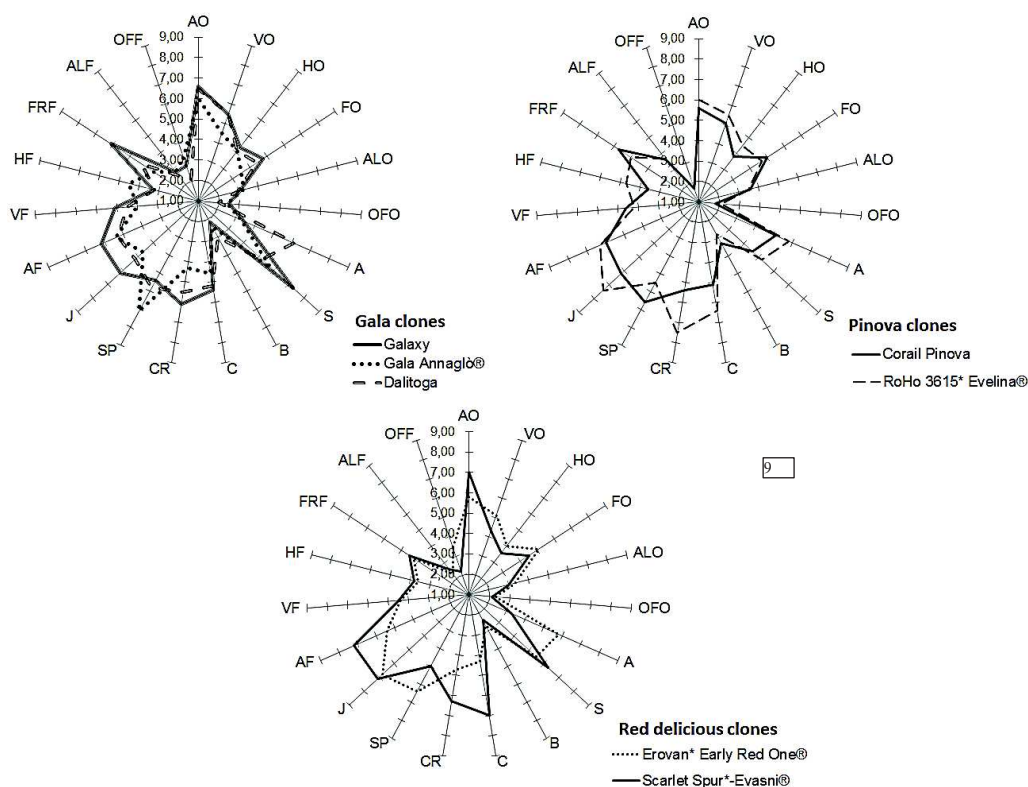 AO
OFF
VO
ALF
HO
FRF
FO
HF
ALO
VF
OFO
AF
A
J
S
SP
B
CR
C
9,00
8,00
7,00
6,00
5,00
4,00
3,00
2,00
1,00
Gala clones
Galaxy
Gala Annaglò®
Dalitoga
AO
OFF
VO
ALF
HO
FRF
FO
HF
ALO
VF
OFO
AF
A
J
S
SP
B
CR
C
9,00
8,00
7,00
6,00
5,00
4,00
3,00
2,00
1,00
Pinova clones
Corail Pinova
RoHo 3615* Evelina®
AO
OFF
VO
ALF
HO
FRF
FO
HF
ALO
VF
OFO
AF
A
J
S
SP
B
CR
C
9,00
8,00
7,00
6,00
5,00
4,00
3,00
2,00
1,00
9
Red delicious clones
Erovan* Early Red One®
Scarlet Spur*-Evasni®